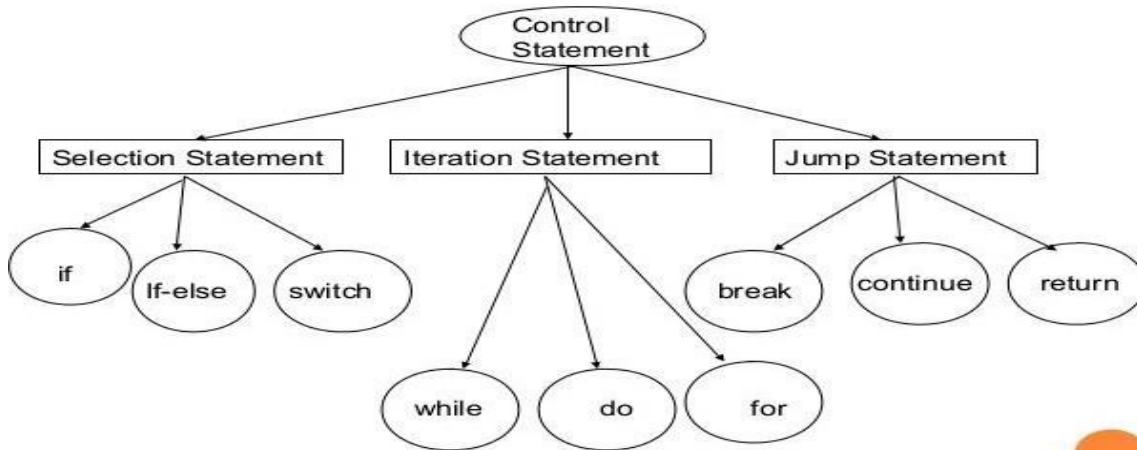 Control
Statement
Selection Statement
Iteration Statement
Jump Statement
if
If-else
switch
break
continue
return
while
do
for